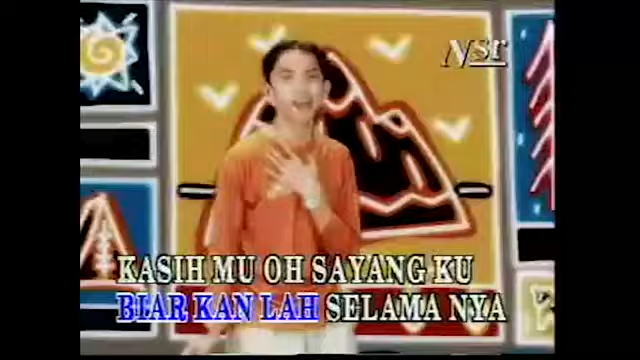 Nsr
KASIH MU OH SAYANG KU
BIAR KAN LAH SELAMA NYA